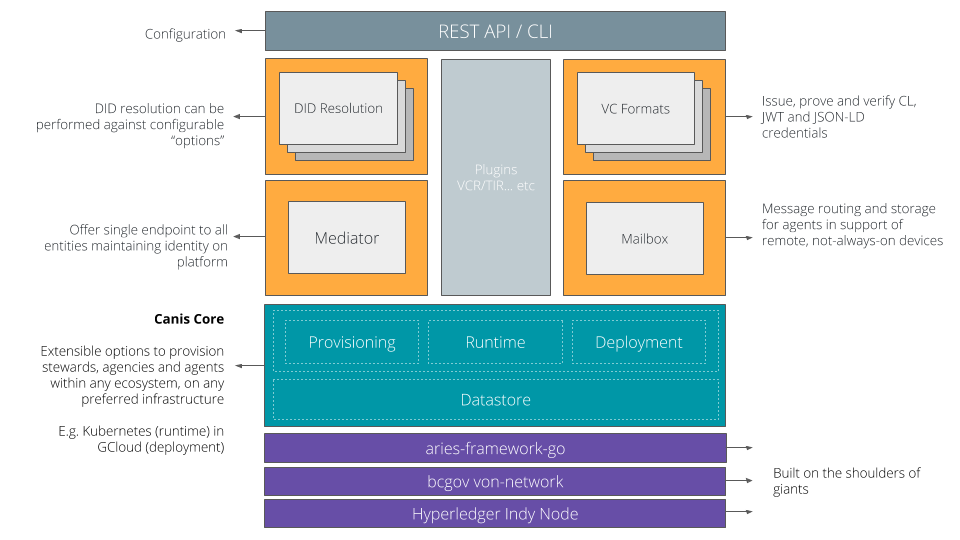 REST API / CLI
Configuration
DID Resolution
DID resolution can be
performed against configurable
“options”
VC Formats
Issue, prove and verify CL,
JWT and JSON-LD
credentials
Plugins
VCR/TIR... etc
Mediator
Offer single endpoint to all
entities maintaining identity on
platform
Mailbox
Message routing and storage
for agents in support of
remote, not-always-on devices
Canis Core
Extensible options to provision
stewards, agencies and agents
within any ecosystem, on any
preferred infrastructure
E.g. Kubernetes (runtime) in
GCloud (deployment)
Provisioning
Runtime
Deployment
Datastore
aries-framework-go
bcgov von-network
Hyperledger Indy Node
Built on the shoulders of
giants